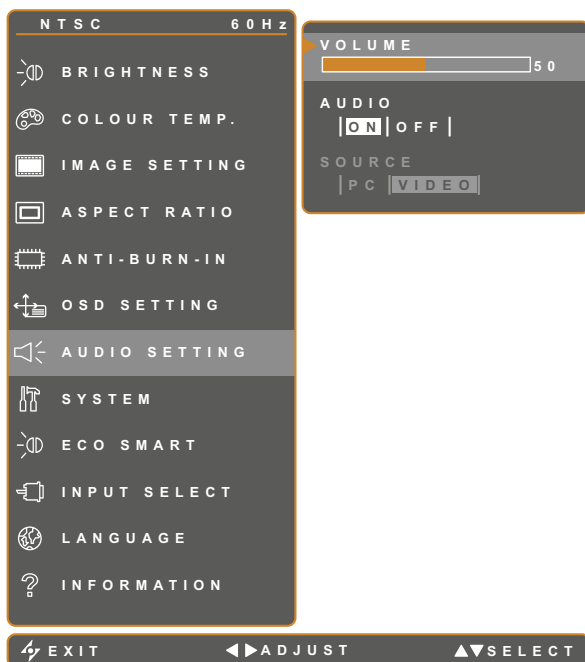 NTSC 60Hz
BRIGHTNESS
COLOUR TEMP.
IMAGE SETTING
ASPECT RATIO
ANTI-BURN-IN
OSD SETTING
AUDIO SETTING
SYSTEM
ECO SMART
INPUT SELECT
LANGUAGE
INFORMATION
VOLUME
50
AUDIO
ON OFF
SOURCE
PC VIDEO
EXIT ADJUST SELECT